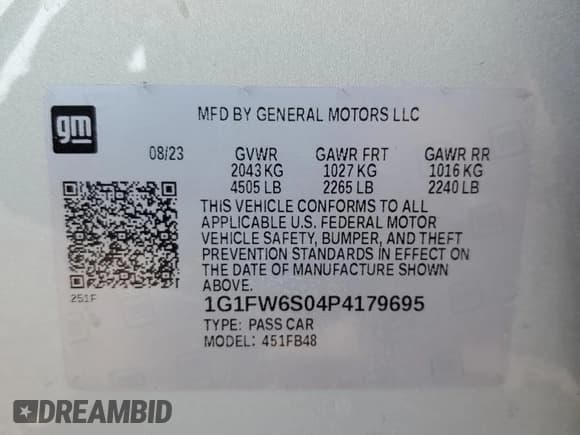 gm
MFD BY GENERAL MOTORS LLC
08/23 GVWR GAWR FRT GAWR RR
2043 KG 1027 KG 1016 KG
4505 LB 2265 LB 2240 LB
THIS VEHICLE CONFORMS TO ALL
APPLICABLE U.S. FEDERAL MOTOR
VEHICLE SAFETY, BUMPER, AND THEFT
PREVENTION STANDARDS IN EFFECT ON
THE DATE OF MANUFACTURE SHOWN
ABOVE.
251F
1G1FW6S04P4179695
TYPE: PASS CAR
MODEL: 451FB48
DREAMBID